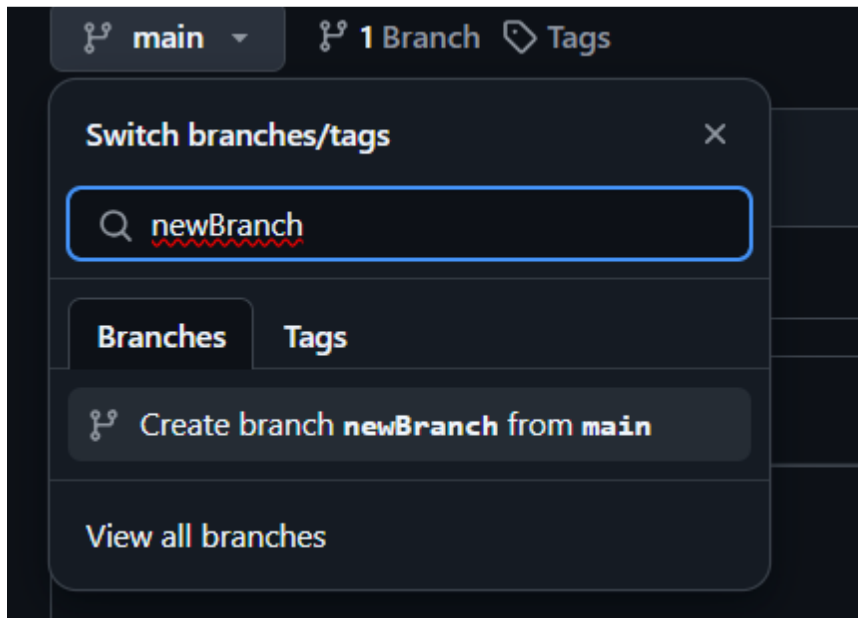 main 1 Branch Tags
Switch branches/tags
newBranch
Branches Tags
Create branch newBranch from main
View all branches